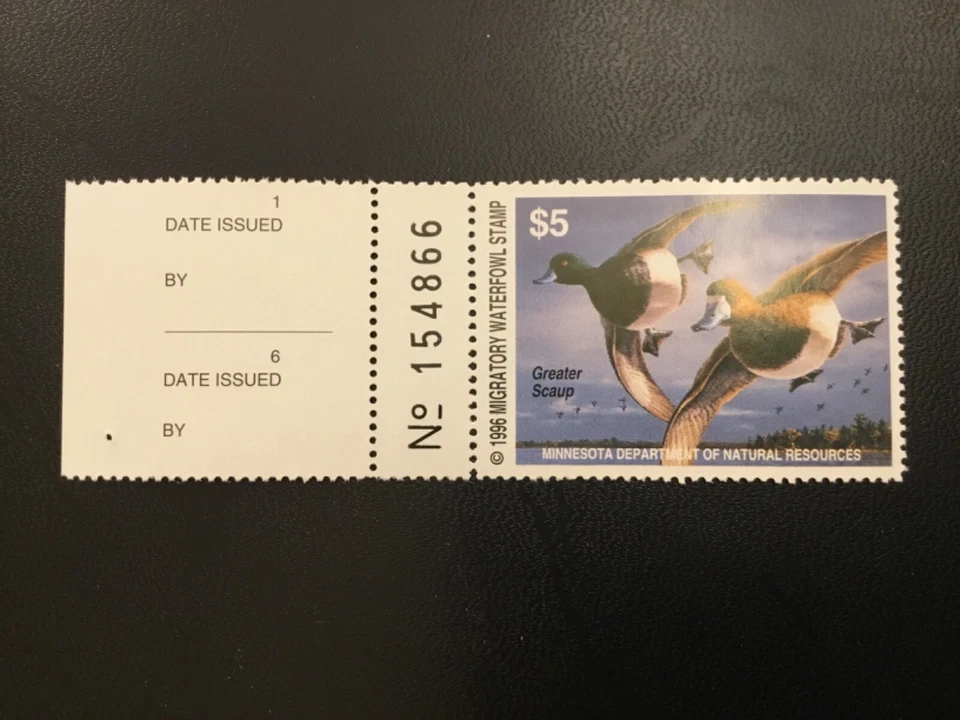 1
DATE ISSUED
BY
6
DATE ISSUED
BY
Nº 154866
© 1996 MIGRATORY WATERFOWL STAMP
$5
Greater
Scaup
MINNESOTA DEPARTMENT OF NATURAL RESOURCES